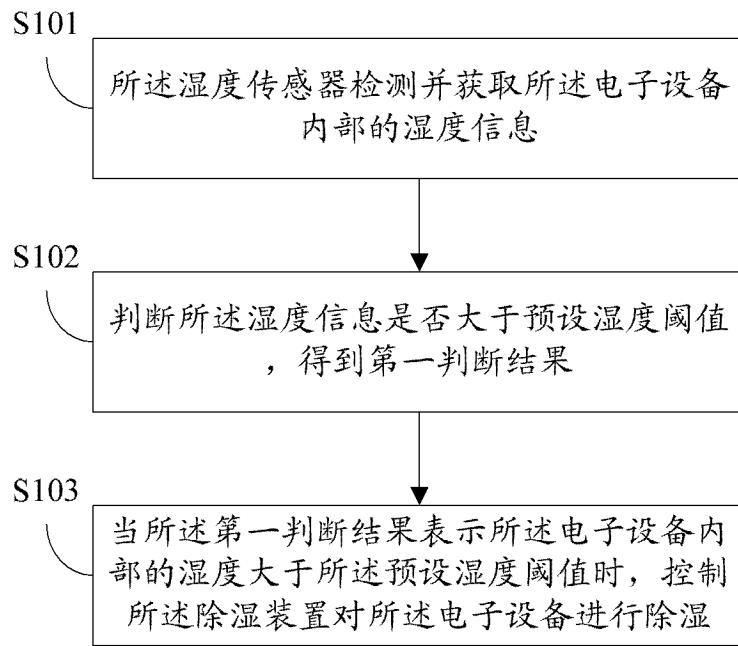 S101
所述湿度传感器检测并获取所述电子设备
内部的湿度信息
S102
判断所述湿度信息是否大于预设湿度阈值
，得到第一判断结果
S103
当所述第一判断结果表示所述电子设备内
部的湿度大于所述预设湿度阈值时，控制
所述除湿装置对所述电子设备进行除湿